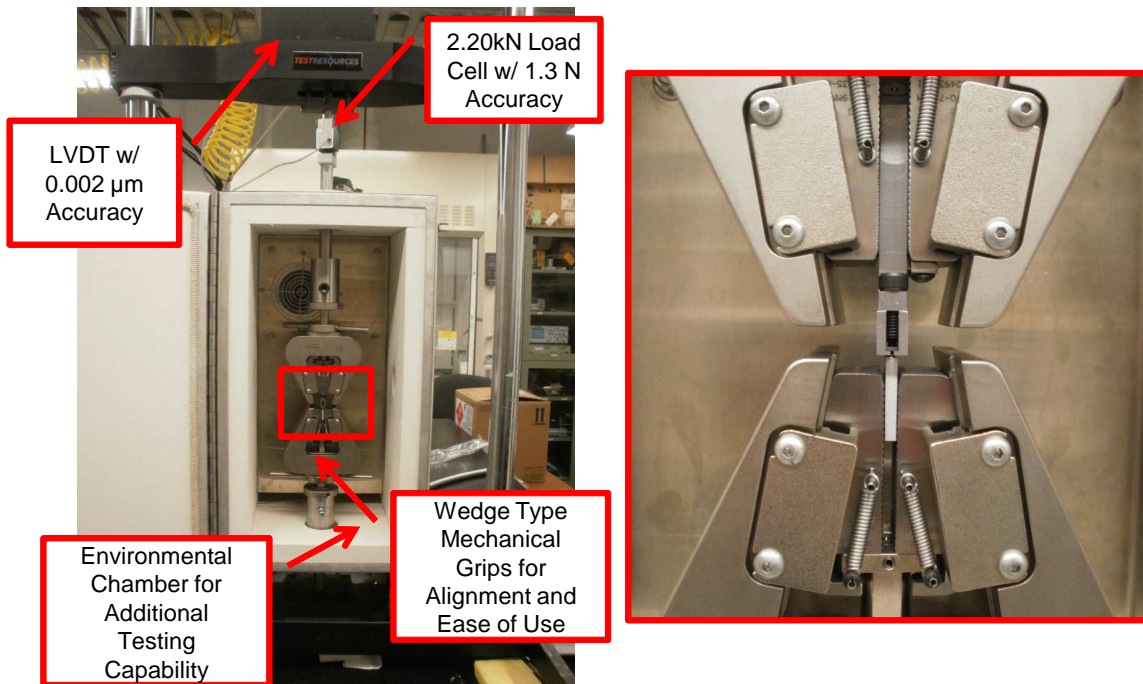 2.20kN Load
Cell w/ 1.3 N
Accuracy
TESTRESOURCES
LVDT w/
0.002 µm
Accuracy
Environmental
Chamber for
Additional
Testing
Capability
Wedge Type
Mechanical
Grips for
Alignment and
Ease of Use